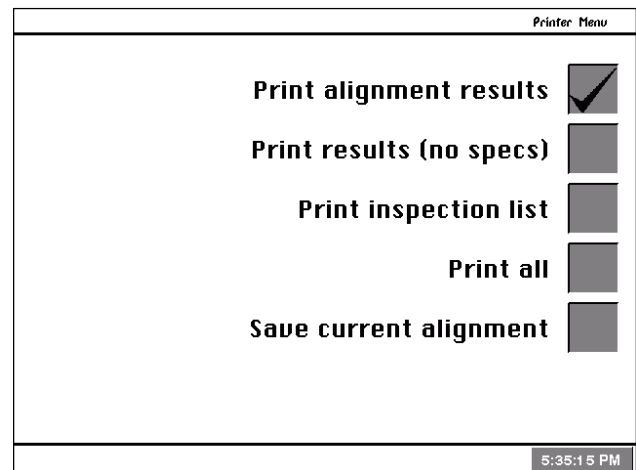 Printer Menu
Print alignment results
Print results (no specs)
Print inspection list
Print all
Save current alignment
5:35:15 PM